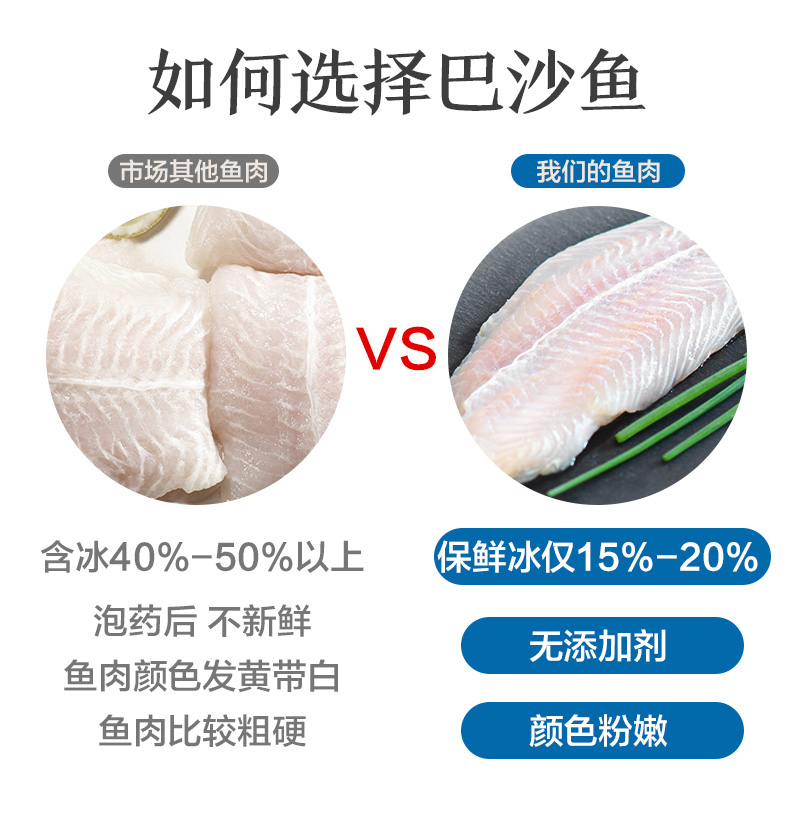 如何选择巴沙鱼
市场其他鱼肉
我们的鱼肉
VS
含冰40%-50%以上
泡药后 不新鲜
鱼肉颜色发黄带白
鱼肉比较粗硬
保鲜冰仅15%-20%
无添加剂
颜色粉嫩